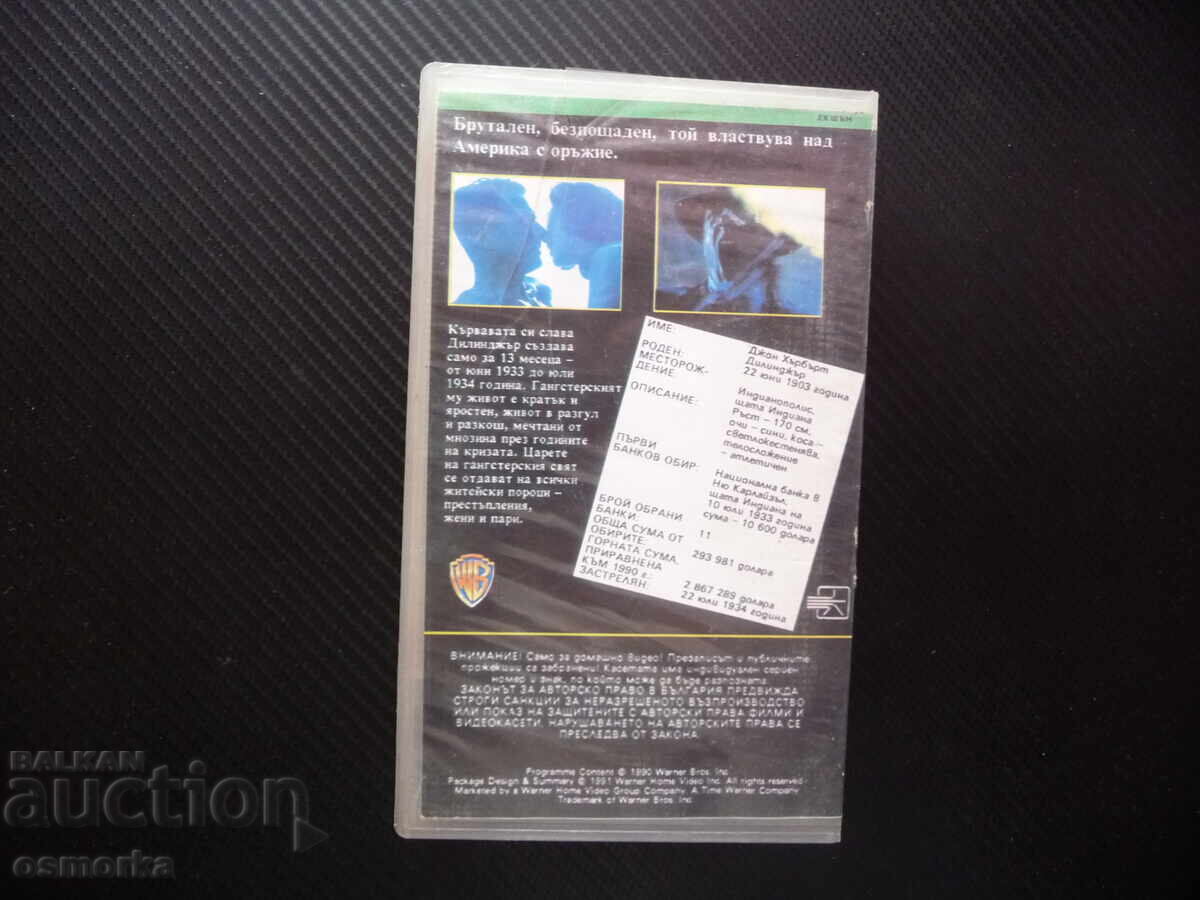 ЕКШЪН
Брутален, безпощаден, той властвува над
Америка с оръжие.
Кървавата си слава
Дилинджър създава
само за 13 месеца –
от юни 1933 до юли
1934 година. Гангстерският
му живот е кратък и
яростен, живот в разгул
и разкош, мечтани от
мнозина през годините
на кризата. Царете
на гангстерския свят
се отдават на всички
житейски пороци –
престъпления,
жени и пари.
ИМЕ: Джон Хърбърт
Дилинджър
РОДЕН: 22 юни 1903 година
МЕСТОРОЖ-
ДЕНИЕ: Индианополис,
щата Индиана
ОПИСАНИЕ: Ръст – 170 см,
очи – сини, коса –
светлокестенява,
телосложение
– атлетичен
ПЪРВИ
БАНКОВ ОБИР: Национална банка в
Ню Карлайзъл,
щата Индиана на
10 юли 1933 година
сума – 10 600 долара
БРОЙ ОБРАНИ
БАНКИ: 11
ОБЩА СУМА ОТ
ОБИРИТЕ: 293 981 долара
ГОРНАТА СУМА,
ПРИРАВНЕНА
КЪМ 1990 г.: 2 867 289 долара
ЗАСТРЕЛЯН: 22 юли 1934 година
WB
ВНИМАНИЕ! Само за домашно видео! Презаписът и публичните
прожекции са забранени! Касетата има индивидуален сериен
номер и знак, по който може да бъде разпозната.
ЗАКОНЪТ ЗА АВТОРСКО ПРАВО В БЪЛГАРИЯ ПРЕДВИЖДА
СТРОГИ САНКЦИИ ЗА НЕРАЗРЕШЕНОТО ВЪЗПРОИЗВОДСТВО
ИЛИ ПОКАЗ НА ЗАЩИТЕНИТЕ С АВТОРСКИ ПРАВА ФИЛМИ И
ВИДЕОКАСЕТИ. НАРУШАВАНЕТО НА АВТОРСКИТЕ ПРАВА СЕ
ПРЕСЛЕДВА ОТ ЗАКОНА
Programme Content © 1990 Warner Bros. Inc.
Package Design & Summary © 1991 Warner Home Video Inc. All rights reserved
Marketed by a Warner Home Video Group Company. A Time Warner Company
Trademark of Warner Bros. Inc.
BALKAN
auction
osmorka